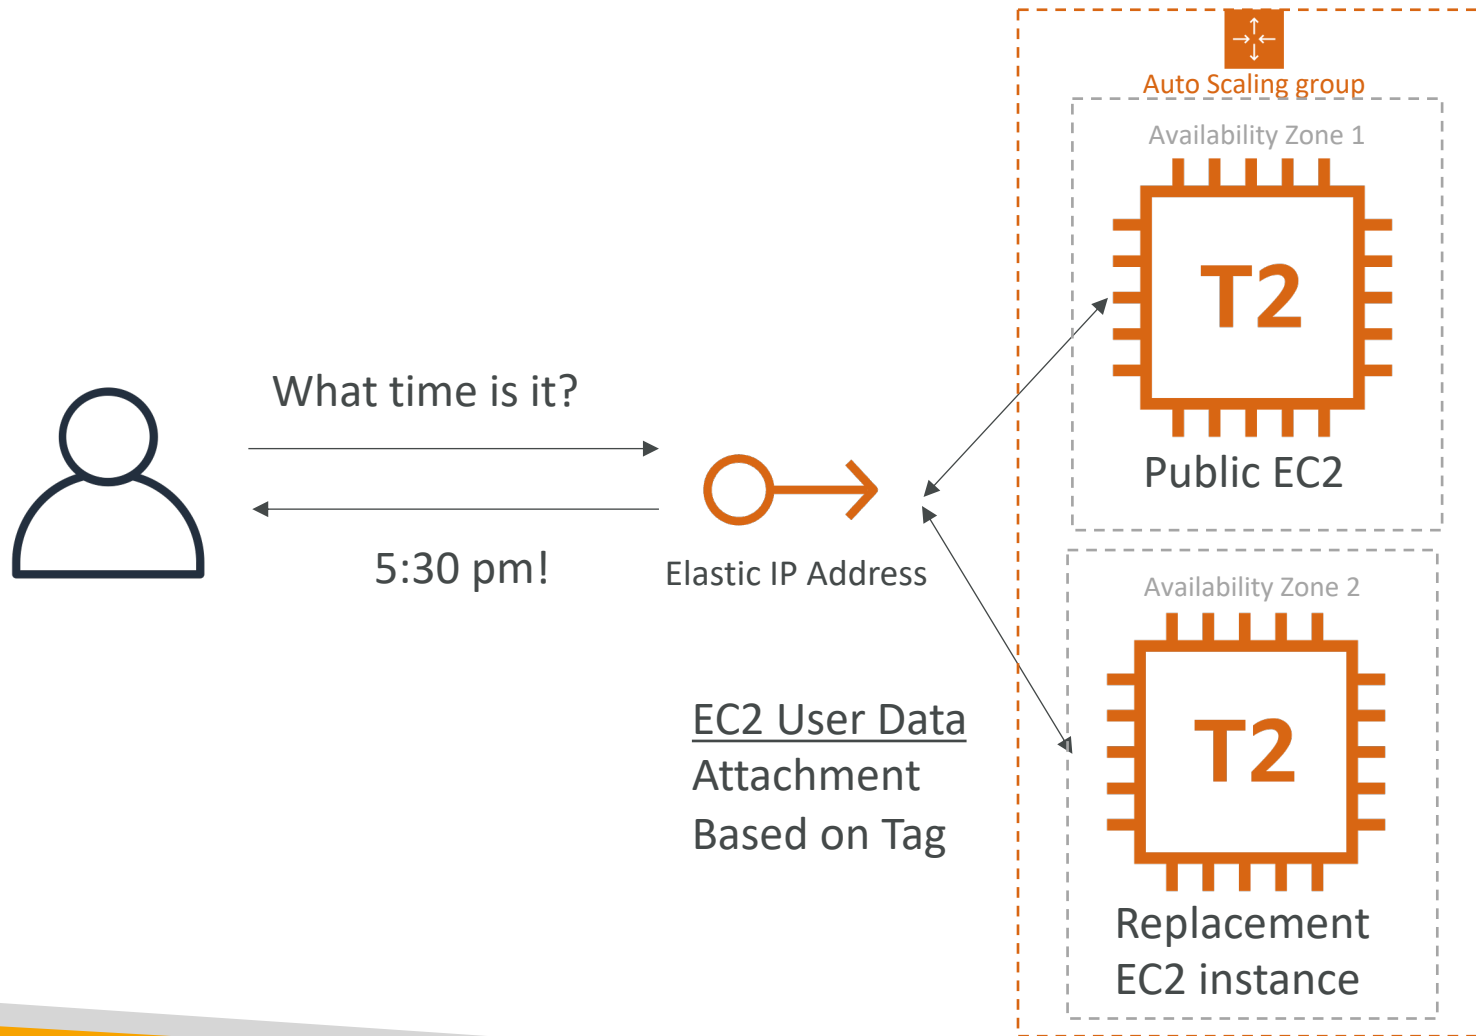 Auto Scaling group
Availability Zone 1
T2
Public EC2
What time is it?
5:30 pm!
Elastic IP Address
Availability Zone 2
T2
EC2 User Data
Attachment
Based on Tag
Replacement
EC2 instance